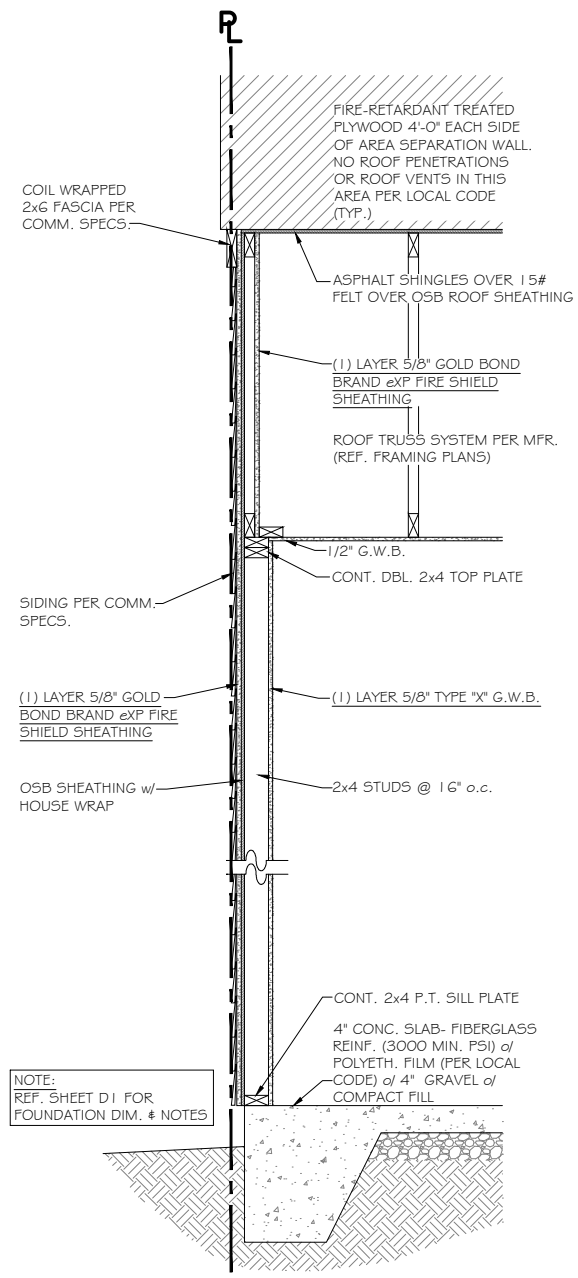 PL
FIRE-RETARDANT TREATED
PLYWOOD 4'-0" EACH SIDE
OF AREA SEPARATION WALL.
NO ROOF PENETRATIONS
OR ROOF VENTS IN THIS
AREA PER LOCAL CODE
(TYP.)
COIL WRAPPED
2x6 FASCIA PER
COMM. SPECS.
ASPHALT SHINGLES OVER 15#
FELT OVER OSB ROOF SHEATHING
(1) LAYER 5/8" GOLD BOND
BRAND eXP FIRE SHIELD
SHEATHING
ROOF TRUSS SYSTEM PER MFR.
(REF. FRAMING PLANS)
1/2" G.W.B.
CONT. DBL. 2x4 TOP PLATE
SIDING PER COMM.
SPECS.
(1) LAYER 5/8" GOLD
BOND BRAND eXP FIRE
SHIELD SHEATHING
(1) LAYER 5/8" TYPE "X" G.W.B.
OSB SHEATHING w/
HOUSE WRAP
2x4 STUDS @ 16" o.c.
CONT. 2x4 P.T. SILL PLATE
4" CONC. SLAB- FIBERGLASS
REINF. (3000 MIN. PSI) o/
POLYETH. FILM (PER LOCAL
CODE) o/ 4" GRAVEL o/
COMPACT FILL
NOTE:
REF. SHEET D1 FOR
FOUNDATION DIM. & NOTES